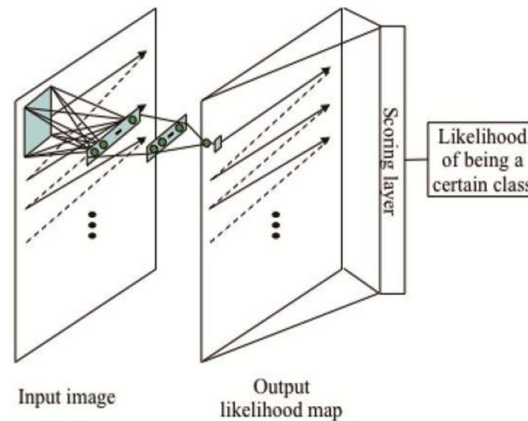 Scoring layer
Likelihood
of being a
certain class
Input image
Output
likelihood map